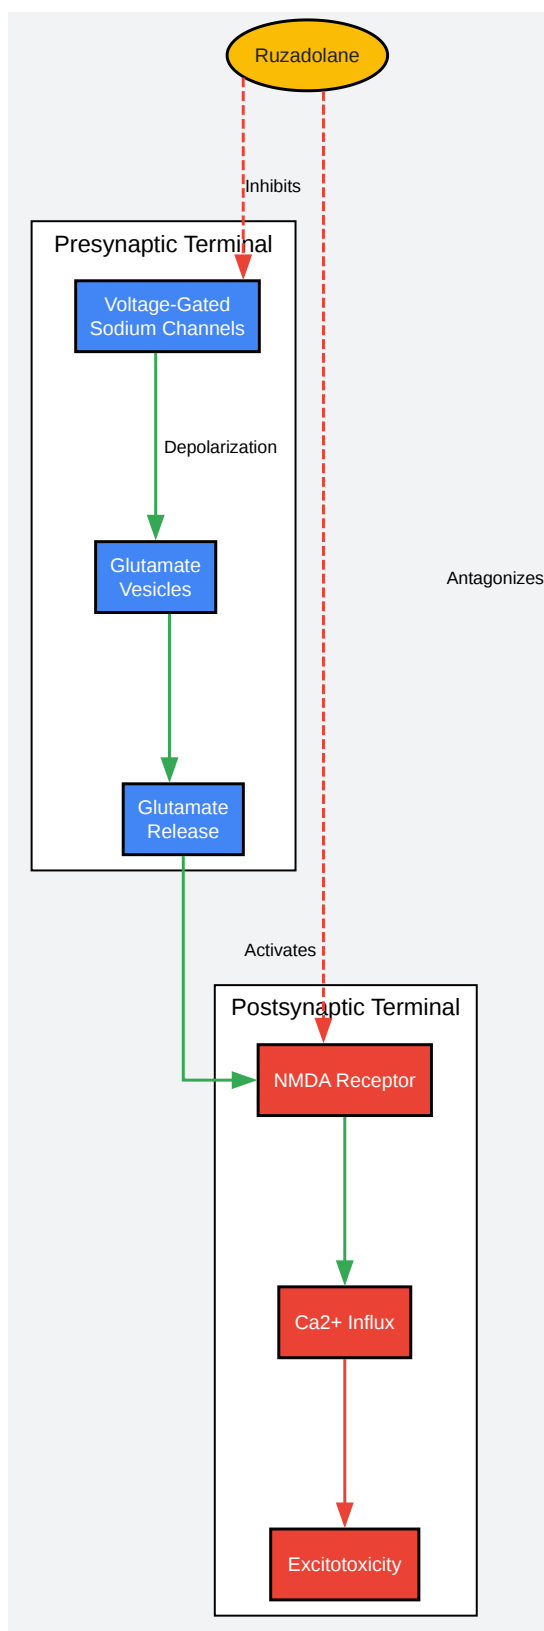 Ruzadolane
Inhibits
Presynaptic Terminal
Voltage-Gated
Sodium Channels
Depolarization
Glutamate
Vesicles
Antagonizes
Glutamate
Release
Activates
Postsynaptic Terminal
NMDA Receptor
Ca2+ Influx
Excitotoxicity